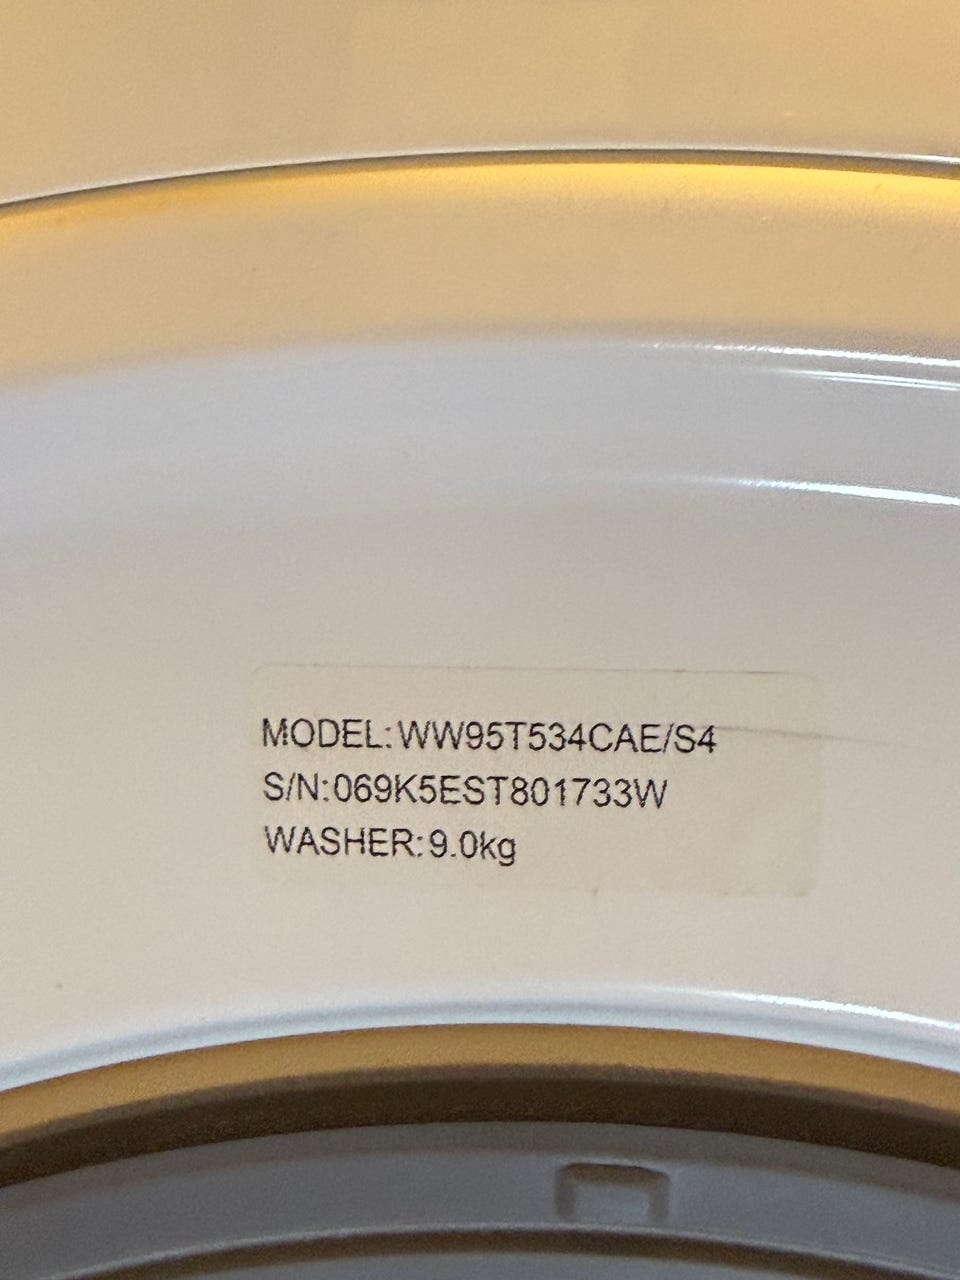 MODEL:WW95T534CAE/S4
S/N:069K5EST801733W
WASHER:9.0kg